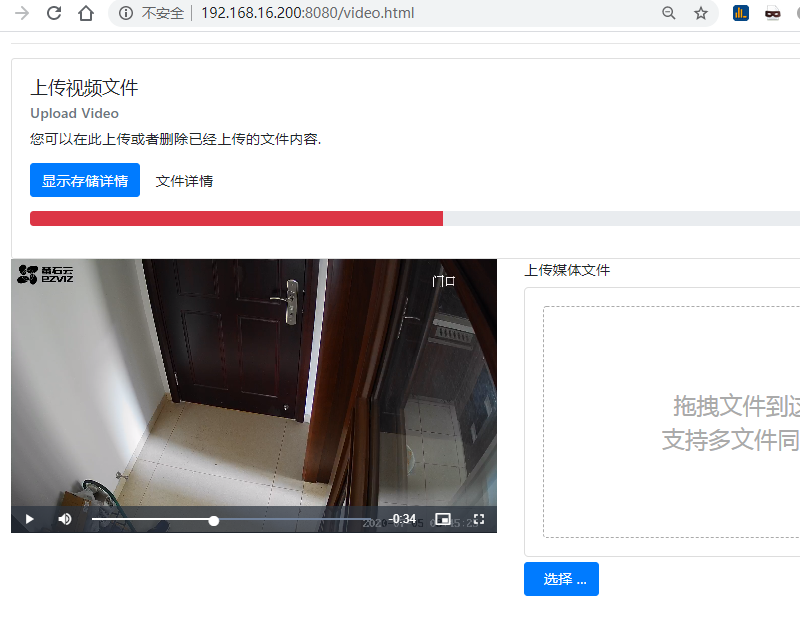 不安全
192.168.16.200:8080/video.html
上传视频文件
Upload Video
您可以在此上传或者删除已经上传的文件内容.
显示存储详情 文件详情
萤石云
EZVIZ
门口
-0:34
上传媒体文件
拖拽文件到这
支持多文件同
选择 ...